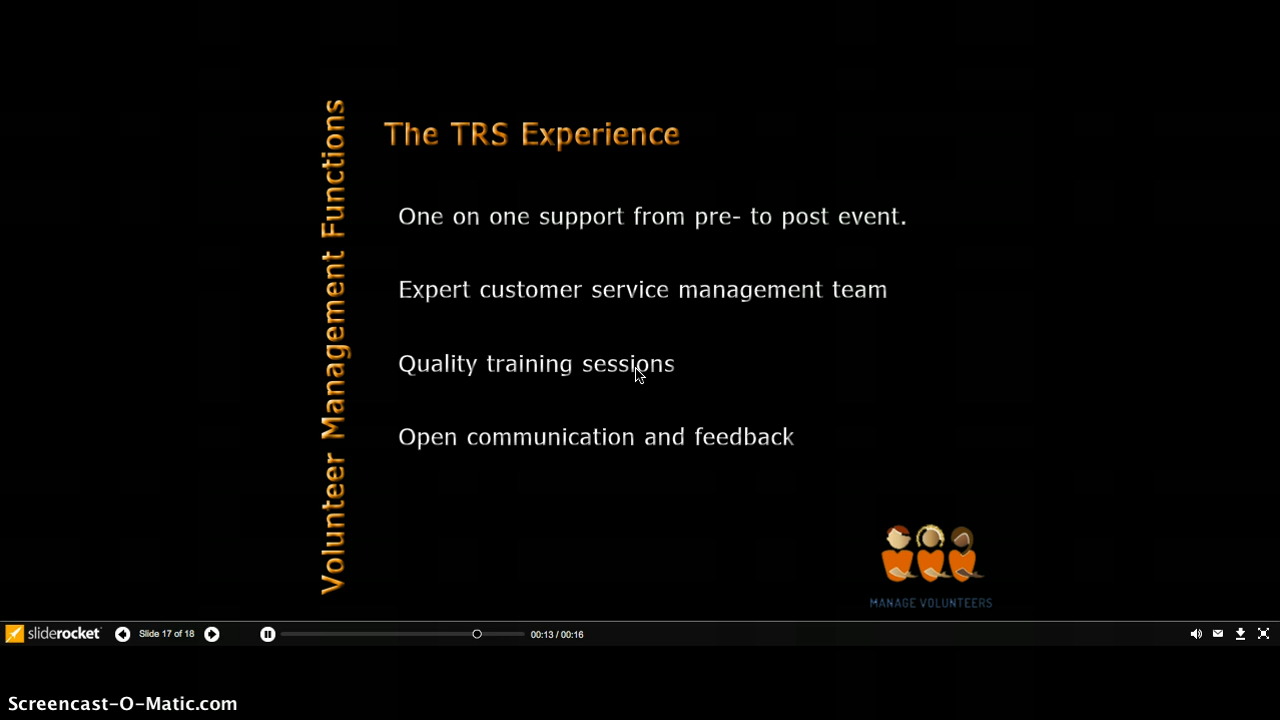 Volunteer Management Functions
The TRS Experience
One on one support from pre- to post event.
Expert customer service management team
Quality training sessions
Open communication and feedback
MANAGE VOLUNTEERS
sliderocket
Slide 17 of 18
00:13 / 00:16
Screencast-O-Matic.com